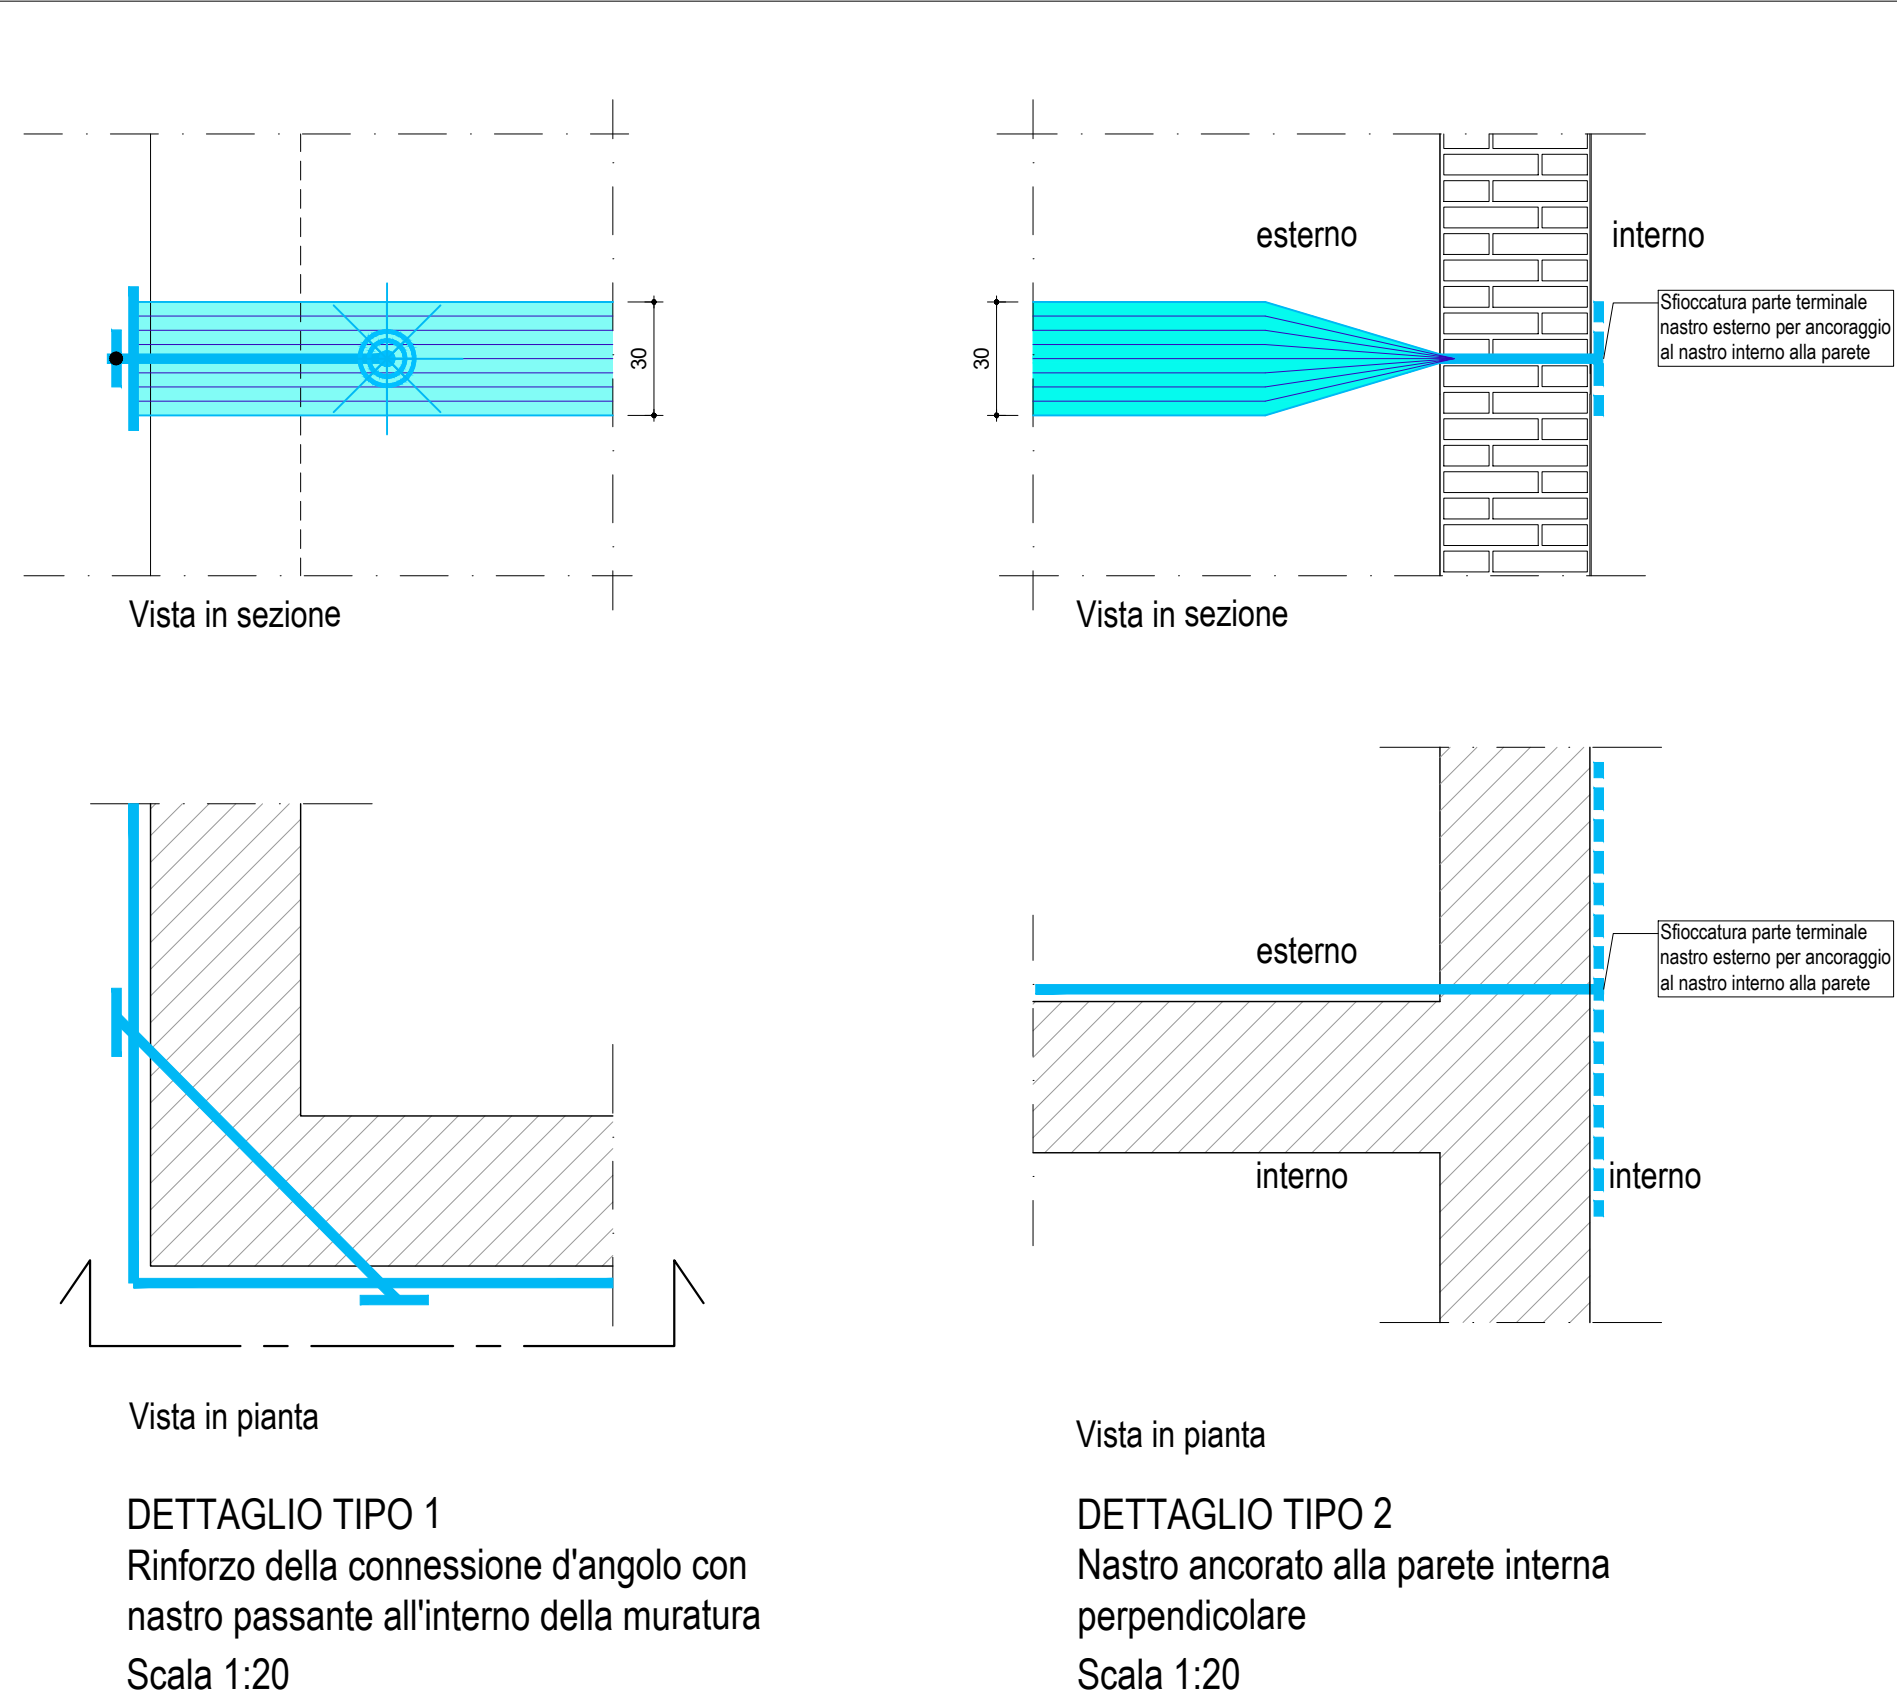 esterno
interno
Sfioccatura parte terminale
nastro esterno per ancoraggio
al nastro interno alla parete
30
30
Vista in sezione
Vista in sezione
esterno
Sfioccatura parte terminale
nastro esterno per ancoraggio
al nastro interno alla parete
interno
interno
Vista in pianta
Vista in pianta
DETTAGLIO TIPO 1
Rinforzo della connessione d'angolo con
nastro passante all'interno della muratura
Scala 1:20
DETTAGLIO TIPO 2
Nastro ancorato alla parete interna
perpendicolare
Scala 1:20